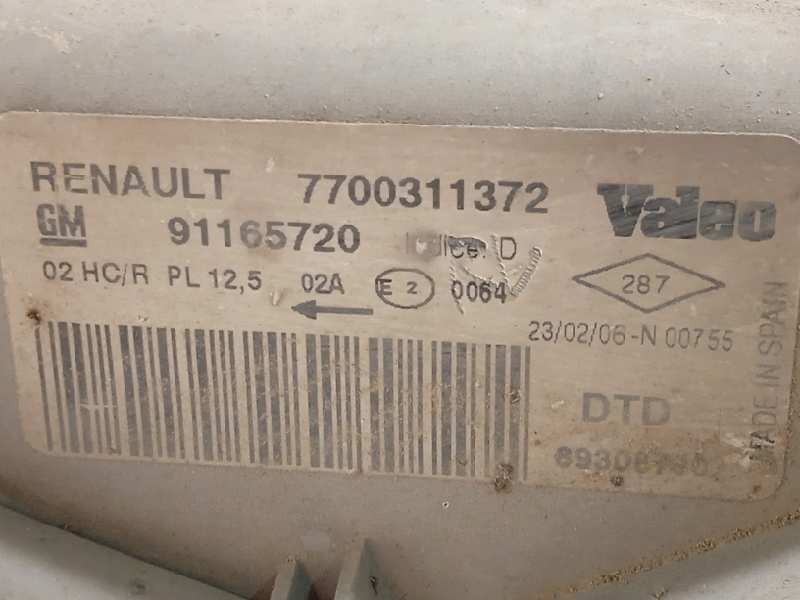 RENAULT 7700311372 Valeo
GM 91165720 Indice: D
02 HC/R PL 12,5 02A E 2 0064 287
23/02/06-N 00755
DTD
MADE IN SPAIN